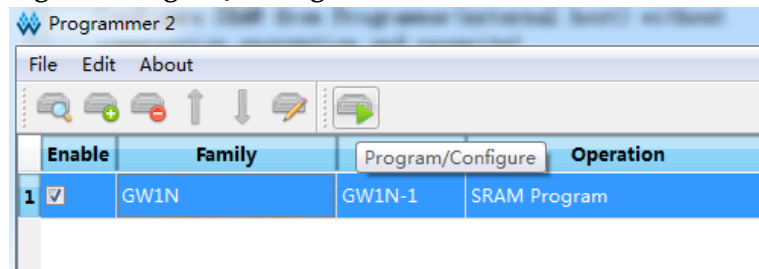 Programmer 2
File Edit About
Enable Family Program/Configure Operation
1 GW1N GW1N-1 SRAM Program